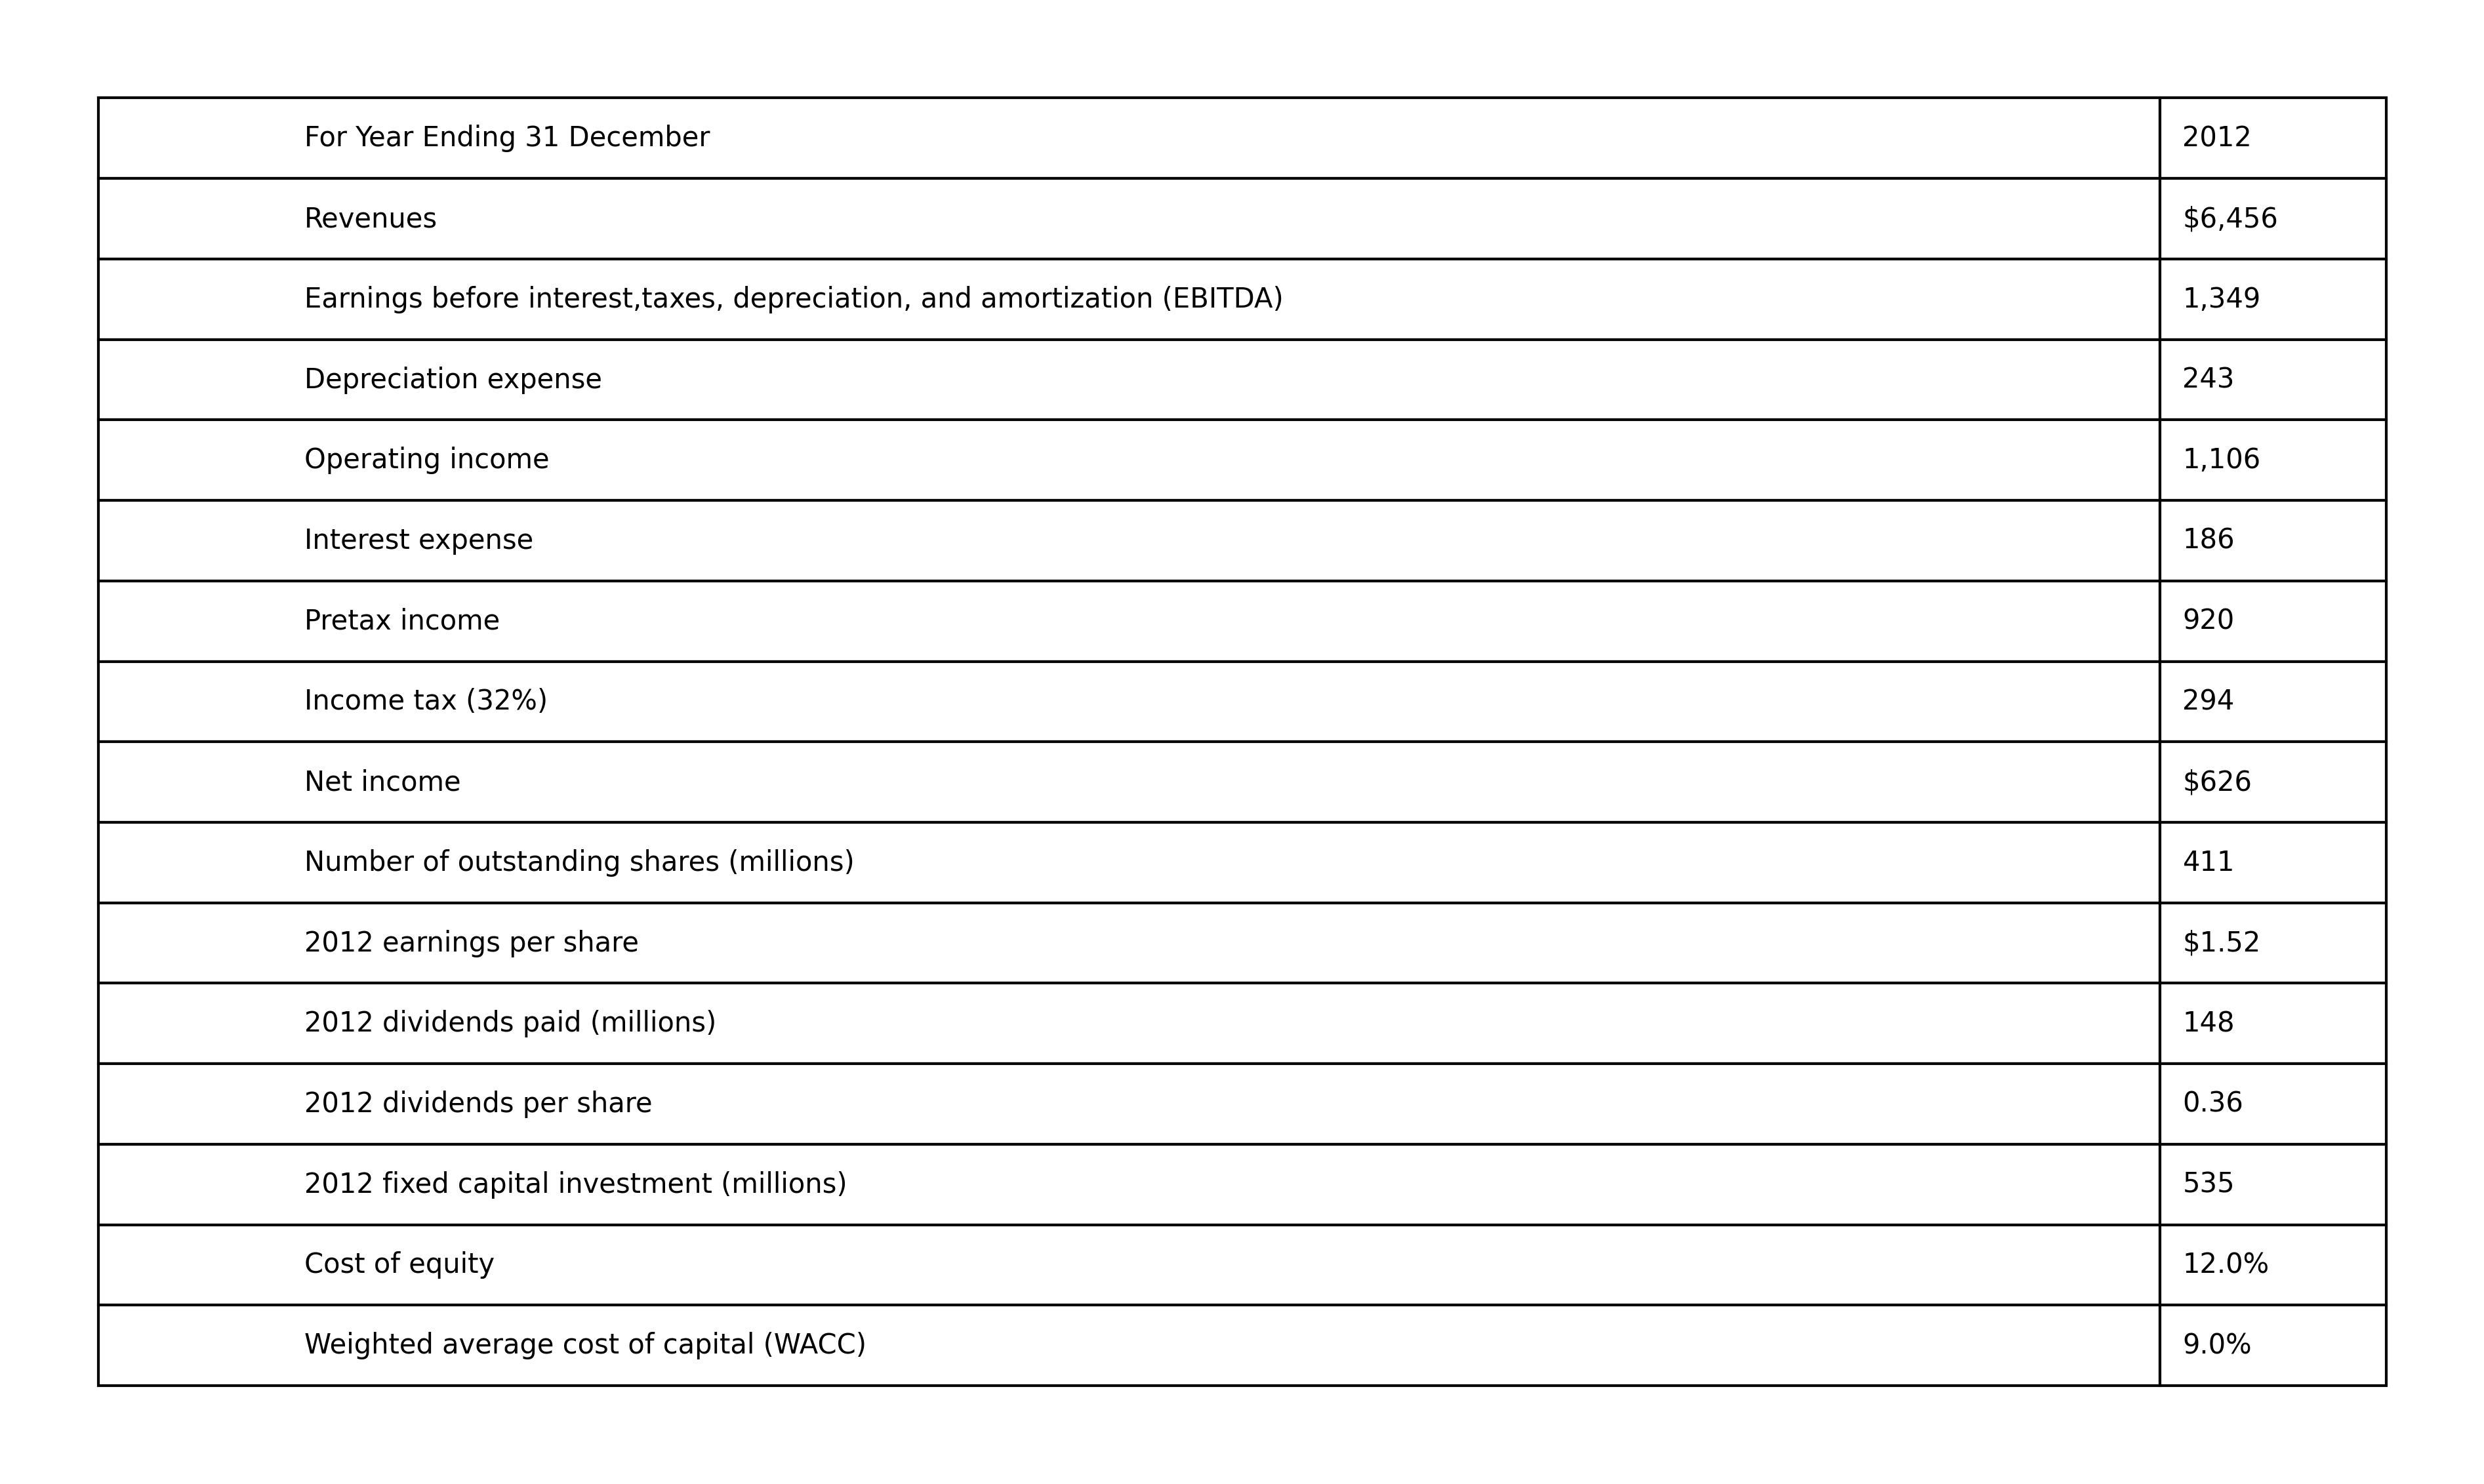 For Year Ending 31 December 2012
Revenues $6,456
Earnings before interest,taxes, depreciation, and amortization (EBITDA) 1,349
Depreciation expense 243
Operating income 1,106
Interest expense 186
Pretax income 920
Income tax (32%) 294
Net income $626
Number of outstanding shares (millions) 411
2012 earnings per share $1.52
2012 dividends paid (millions) 148
2012 dividends per share 0.36
2012 fixed capital investment (millions) 535
Cost of equity 12.0%
Weighted average cost of capital (WACC) 9.0%